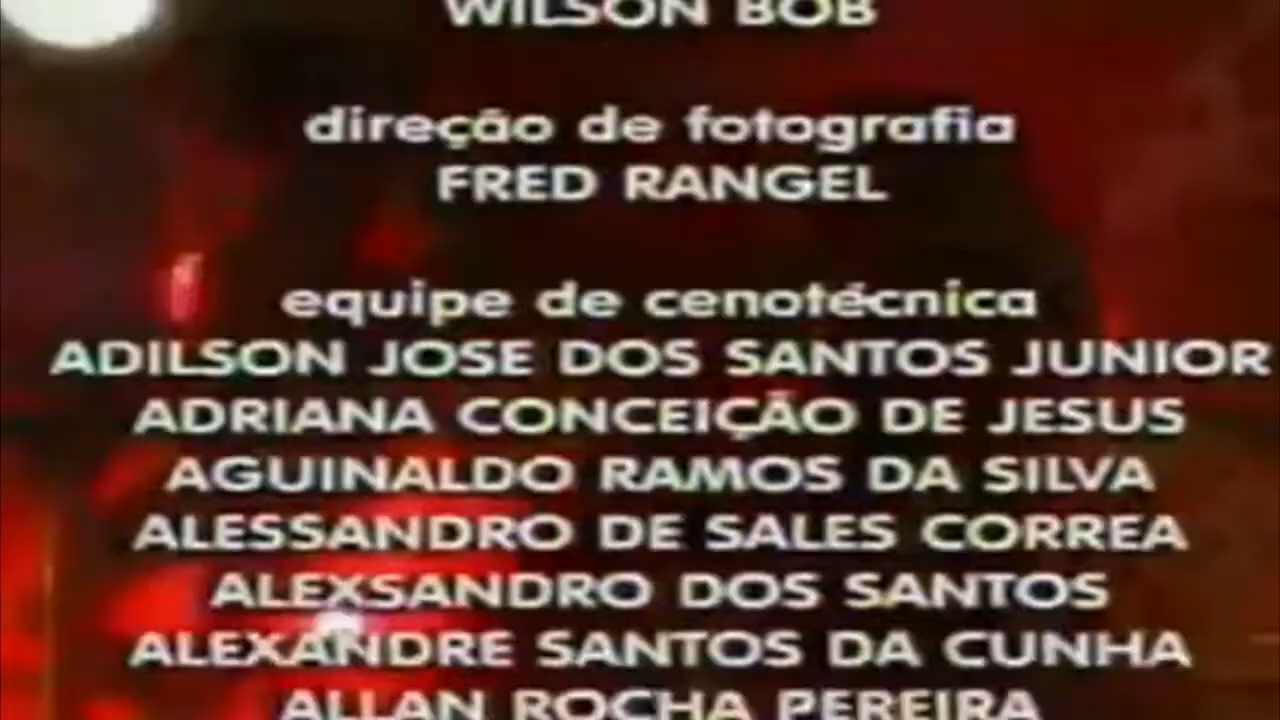 WILSON BOB
direção de fotografia
FRED RANGEL
equipe de cenotécnica
ADILSON JOSE DOS SANTOS JUNIOR
ADRIANA CONCEIÇÃO DE JESUS
AGUINALDO RAMOS DA SILVA
ALESSANDRO DE SALES CORREA
ALEXSANDRO DOS SANTOS
ALEXANDRE SANTOS DA CUNHA
ALLAN ROCHA PEREIRA